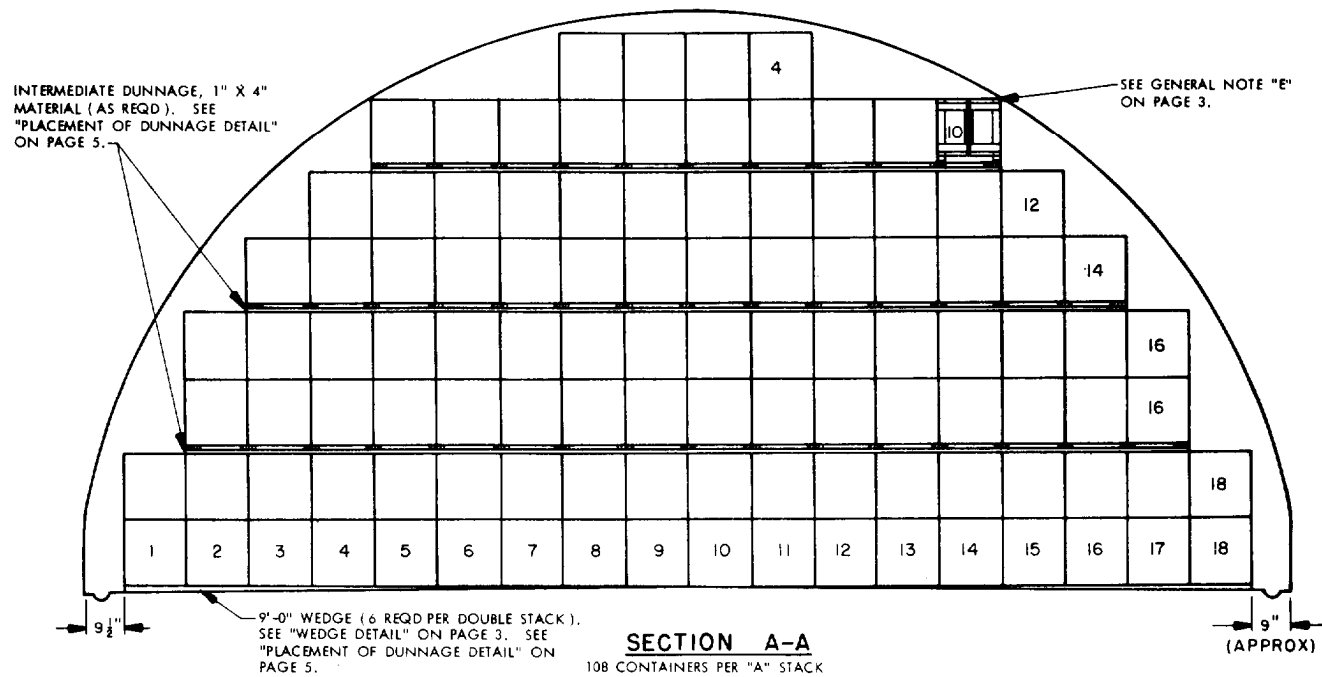 4
INTERMEDIATE DUNNAGE, 1" X 4"
MATERIAL (AS REQD). SEE
"PLACEMENT OF DUNNAGE DETAIL"
ON PAGE 5.
SEE GENERAL NOTE "E"
ON PAGE 3.
10
12
14
16
16
18
1 2 3 4 5 6 7 8 9 10 11 12 13 14 15 16 17 18
9½"
9'-0" WEDGE (6 REQD PER DOUBLE STACK).
SEE "WEDGE DETAIL" ON PAGE 3. SEE
"PLACEMENT OF DUNNAGE DETAIL" ON
PAGE 5.
SECTION A-A
108 CONTAINERS PER "A" STACK
9"
(APPROX)